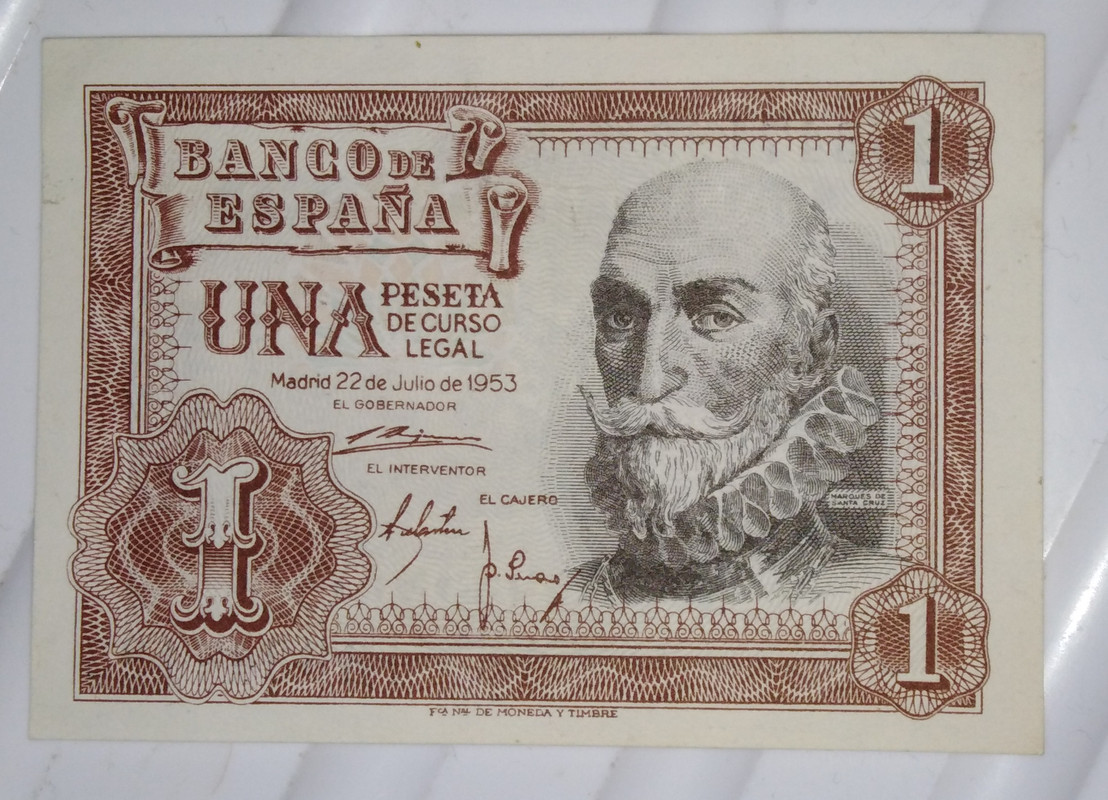 BANCO DE
ESPAÑA
1
UNA PESETA
DE CURSO
LEGAL
Madrid 22 de Julio de 1953
EL GOBERNADOR
EL INTERVENTOR
EL CAJERO
MARQUES DE
SANTA CRUZ
1
1
Fca Nal DE MONEDA Y TIMBRE